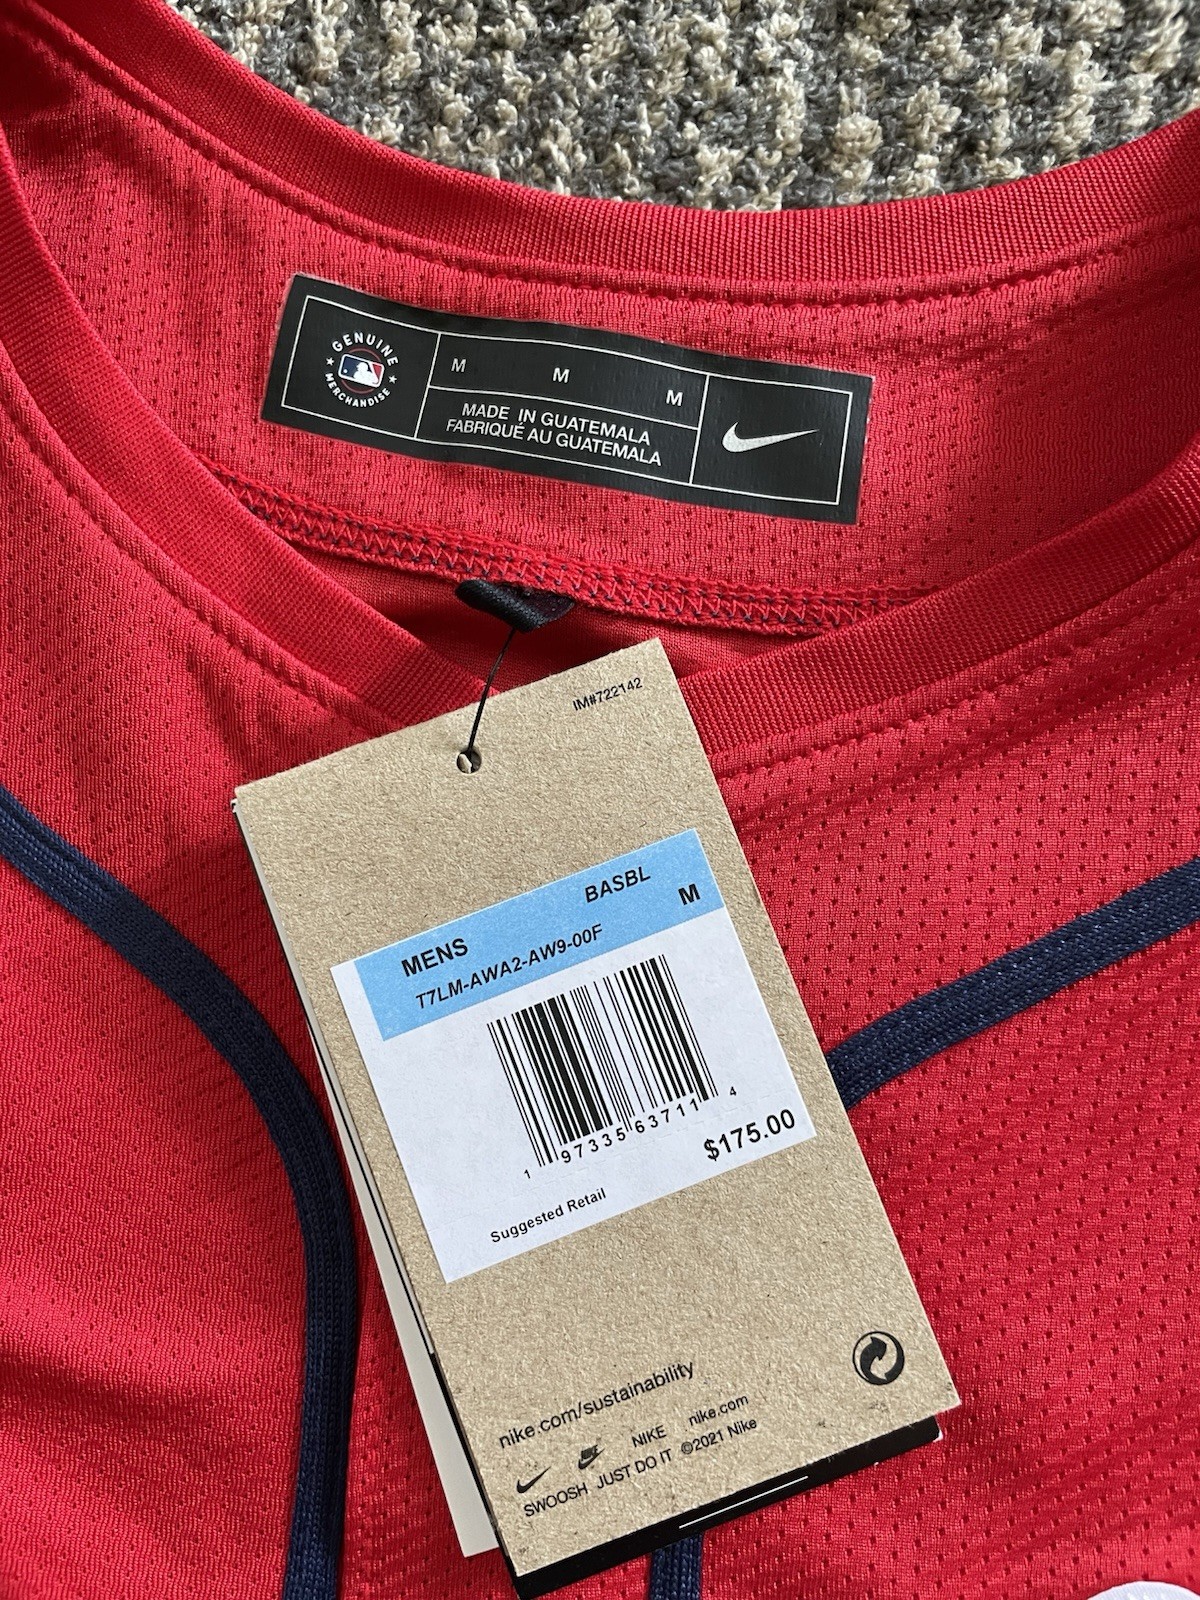 GENUINE
MERCHANDISE
M M M
MADE IN GUATEMALA
FABRIQUÉ AU GUATEMALA
IM#722142
MENS BASBL M
T7LM-AWA2-AW9-00F
1 97335 63711 4
Suggested Retail $175.00
nike.com/sustainability
NIKE nike.com
SWOOSH JUST DO IT ©2021 Nike